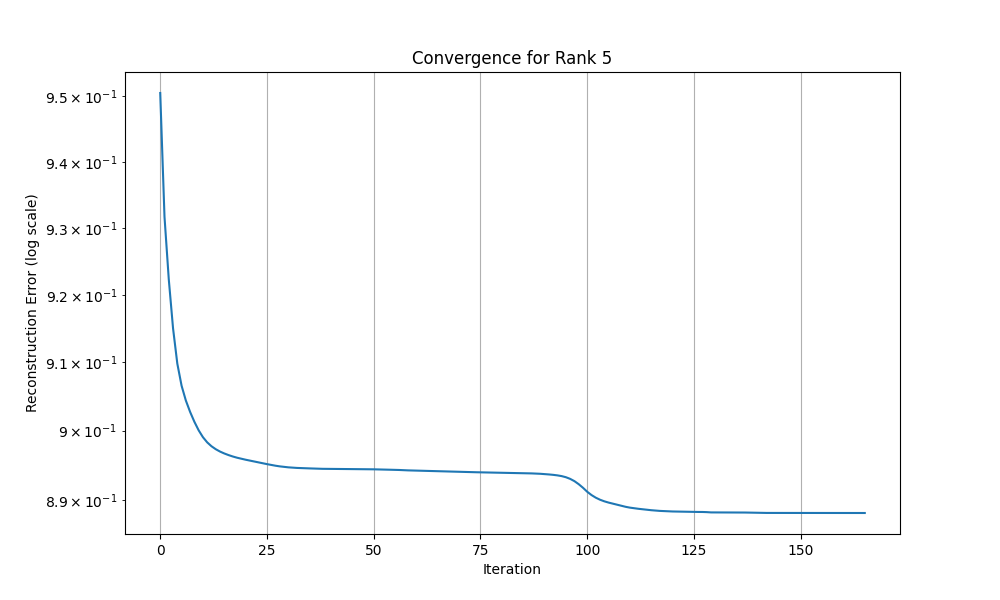 Convergence for Rank 5
Reconstruction Error (log scale)
9.5 × 10⁻¹
9.4 × 10⁻¹
9.3 × 10⁻¹
9.2 × 10⁻¹
9.1 × 10⁻¹
9 × 10⁻¹
8.9 × 10⁻¹
0 25 50 75 100 125 150
Iteration